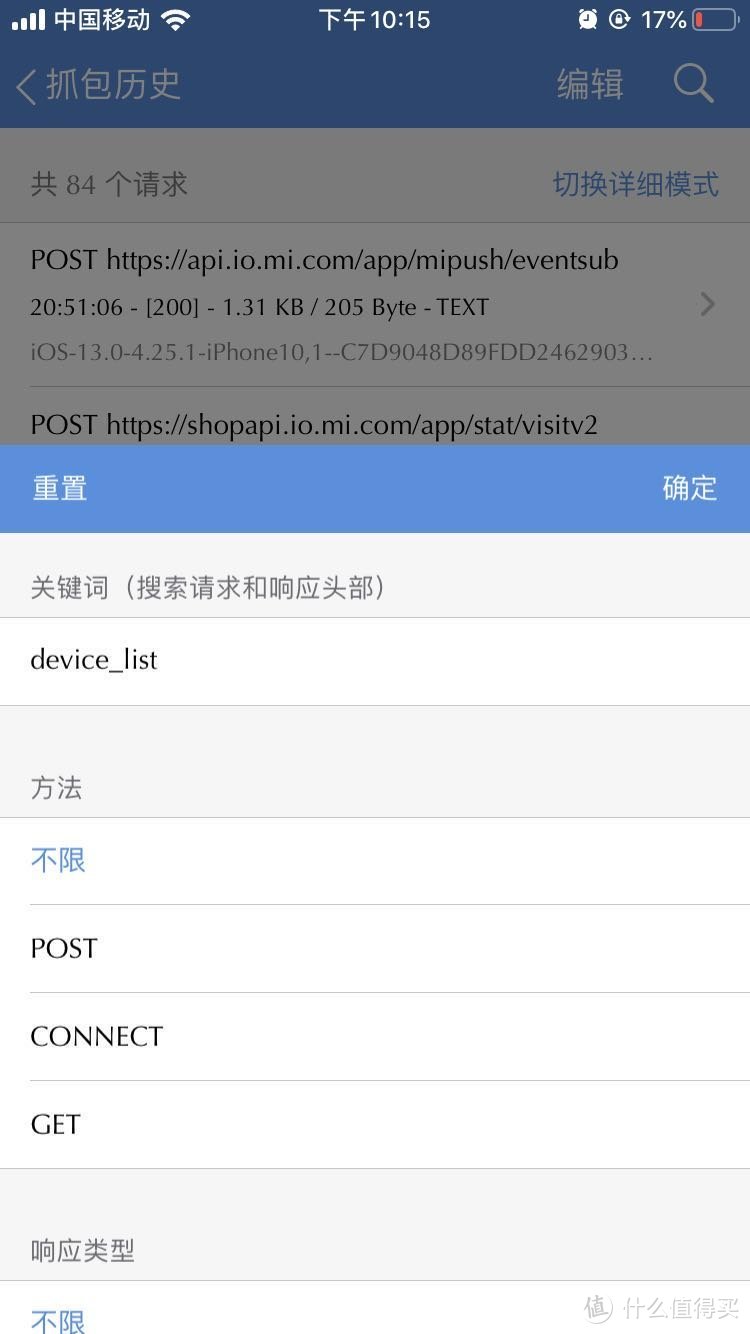 中国移动 下午10:15 17%
抓包历史 编辑
共 84 个请求 切换详细模式
POST https://api.io.mi.com/app/mipush/eventsub
20:51:06 - [200] - 1.31 KB / 205 Byte - TEXT
iOS-13.0-4.25.1-iPhone10,1--C7D9048D89FDD2462903...
POST https://shopapi.io.mi.com/app/stat/visitv2
重置 确定
关键词（搜索请求和响应头部）
device_list
方法
不限
POST
CONNECT
GET
响应类型
不限
值 什么值得买